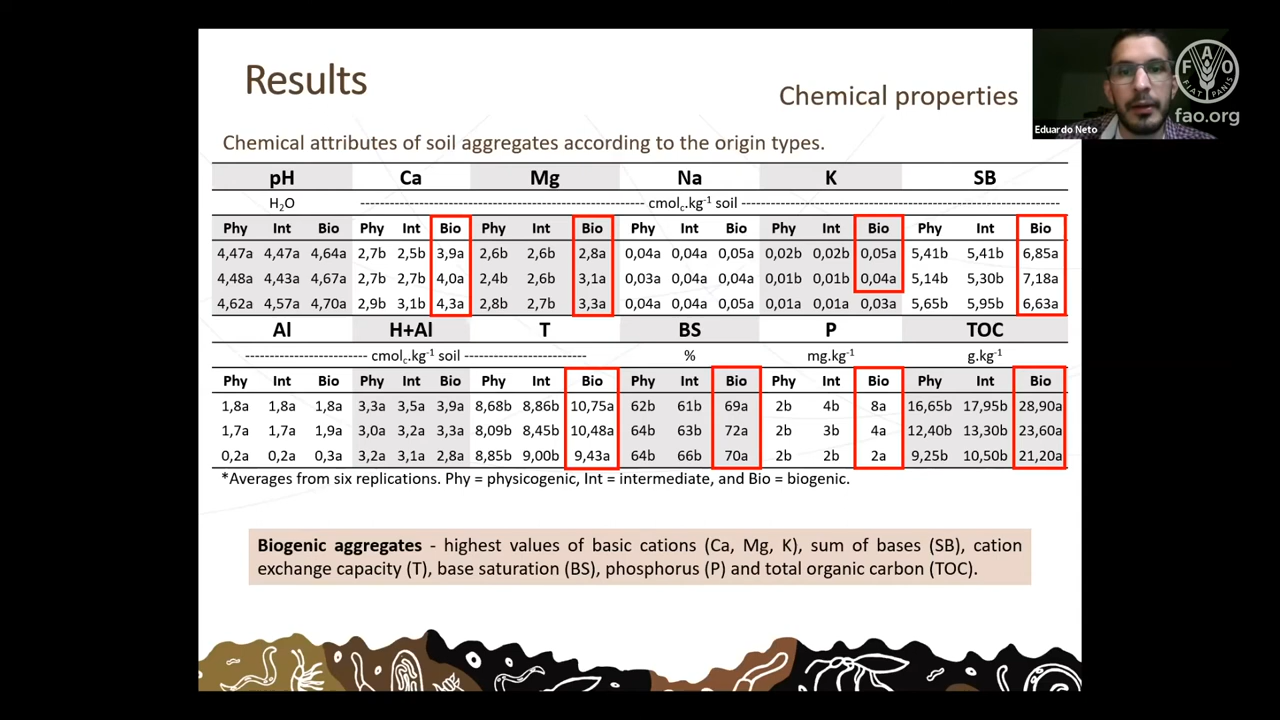 Results
Chemical properties
F A O
FIAT PANIS
fao.org
Eduardo Neto
Chemical attributes of soil aggregates according to the origin types.
pH Ca Mg Na K SB
H2O ---------- cmolc.kg-1 soil ----------
Phy Int Bio Phy Int Bio Phy Int Bio Phy Int Bio Phy Int Bio Phy Int Bio
4,47a 4,47a 4,64a 2,7b 2,5b 3,9a 2,6b 2,6b 2,8a 0,04a 0,04a 0,05a 0,02b 0,02b 0,05a 5,41b 5,41b 6,85a
4,48a 4,43a 4,67a 2,7b 2,7b 4,0a 2,4b 2,6b 3,1a 0,03a 0,04a 0,04a 0,01b 0,01b 0,04a 5,14b 5,30b 7,18a
4,62a 4,57a 4,70a 2,9b 3,1b 4,3a 2,8b 2,7b 3,3a 0,04a 0,04a 0,05a 0,01a 0,01a 0,03a 5,65b 5,95b 6,63a
Al H+Al T BS P TOC
---------- cmolc.kg-1 soil ---------- % mg.kg-1 g.kg-1
Phy Int Bio Phy Int Bio Phy Int Bio Phy Int Bio Phy Int Bio Phy Int Bio
1,8a 1,8a 1,8a 3,3a 3,5a 3,9a 8,68b 8,86b 10,75a 62b 61b 69a 2b 4b 8a 16,65b 17,95b 28,90a
1,7a 1,7a 1,9a 3,0a 3,2a 3,3a 8,09b 8,45b 10,48a 64b 63b 72a 2b 3b 4a 12,40b 13,30b 23,60a
0,2a 0,2a 0,3a 3,2a 3,1a 2,8a 8,85b 9,00b 9,43a 64b 66b 70a 2b 2b 2a 9,25b 10,50b 21,20a
*Averages from six replications. Phy = physicogenic, Int = intermediate, and Bio = biogenic.
Biogenic aggregates - highest values of basic cations (Ca, Mg, K), sum of bases (SB), cation
exchange capacity (T), base saturation (BS), phosphorus (P) and total organic carbon (TOC).